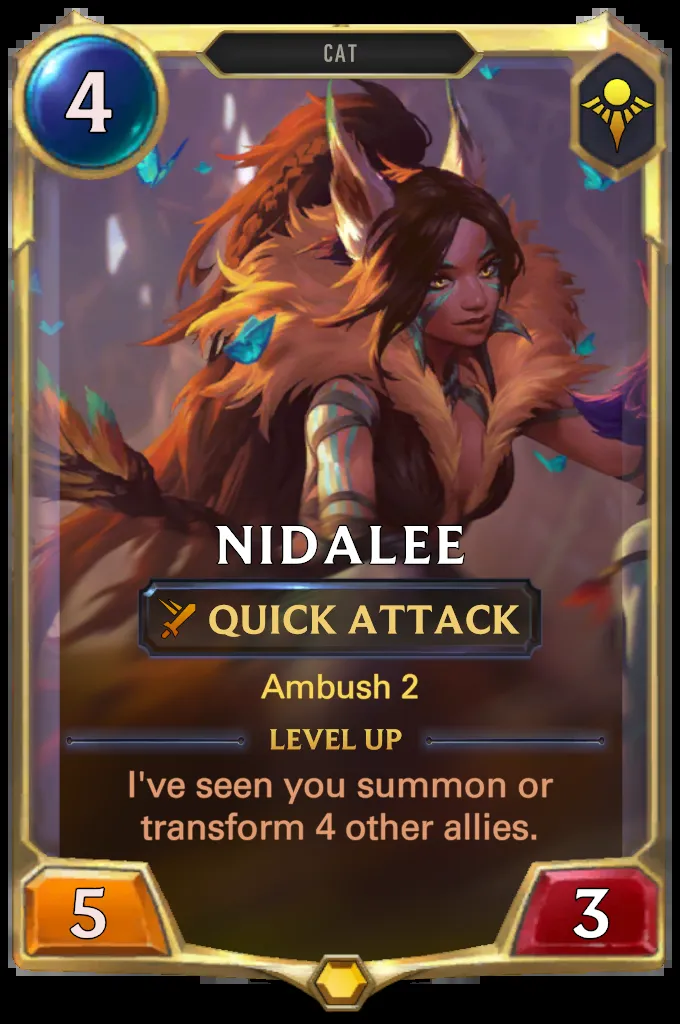 CAT
4
NIDALEE
QUICK ATTACK
Ambush 2
LEVEL UP
I've seen you summon or
transform 4 other allies.
5
3